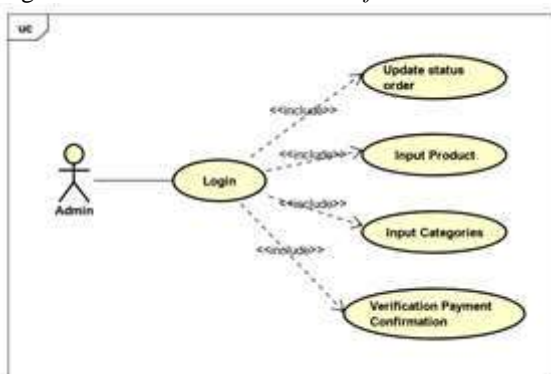 uc
Update status
order
<<include>>
<<include>>
Input Product
Login
Admin
<<include>>
Input Categories
<<include>>
Verification Payment
Confirmation